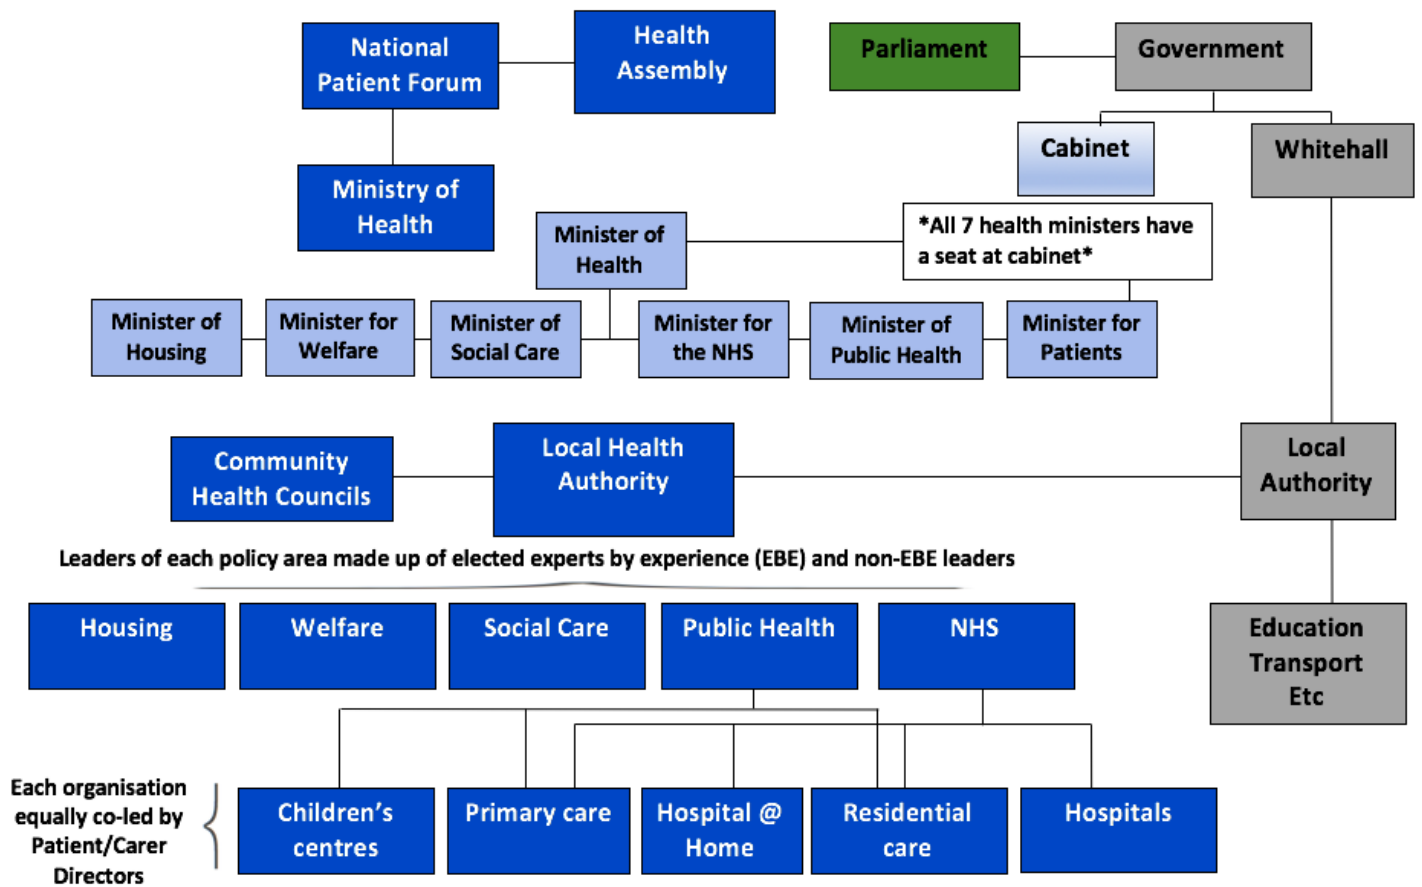 National
Patient Forum
Health
Assembly
Parliament
Government
Cabinet
Whitehall
Ministry of
Health
Minister of
Health
*All 7 health ministers have
a seat at cabinet*
Minister of
Housing
Minister for
Welfare
Minister of
Social Care
Minister for
the NHS
Minister of
Public Health
Minister for
Patients
Community
Health Councils
Local Health
Authority
Local
Authority
Leaders of each policy area made up of elected experts by experience (EBE) and non-EBE leaders
Housing
Welfare
Social Care
Public Health
NHS
Education
Transport
Etc
Each organisation
equally co-led by
Patient/Carer
Directors
Children’s
centres
Primary care
Hospital @
Home
Residential
care
Hospitals